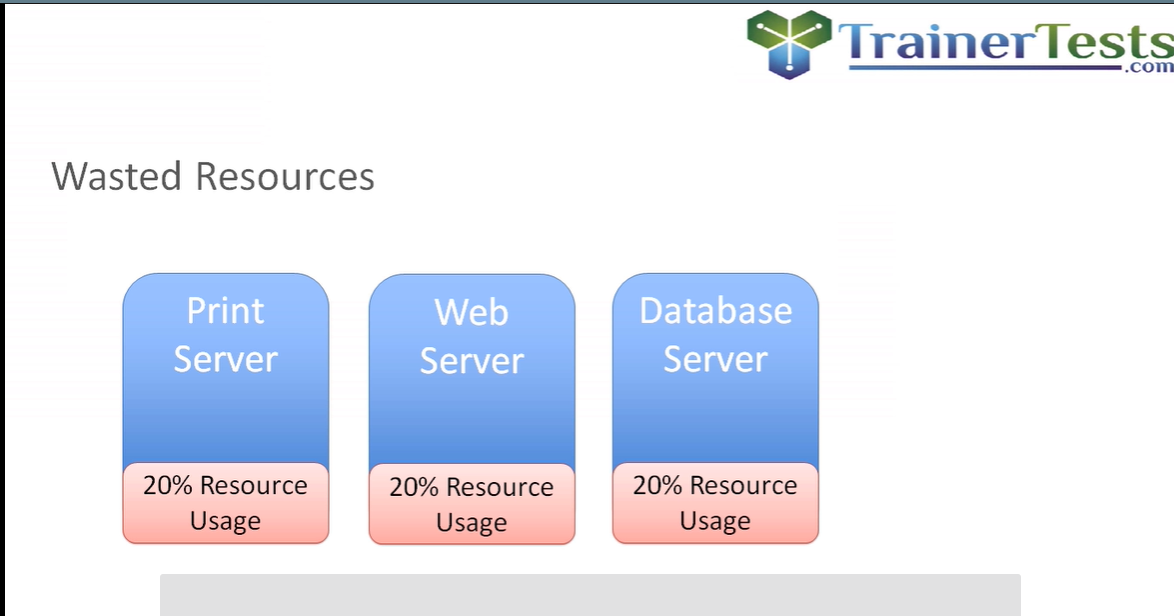 TrainerTests
.com
Wasted Resources
Print
Server
20% Resource
Usage
Web
Server
20% Resource
Usage
Database
Server
20% Resource
Usage